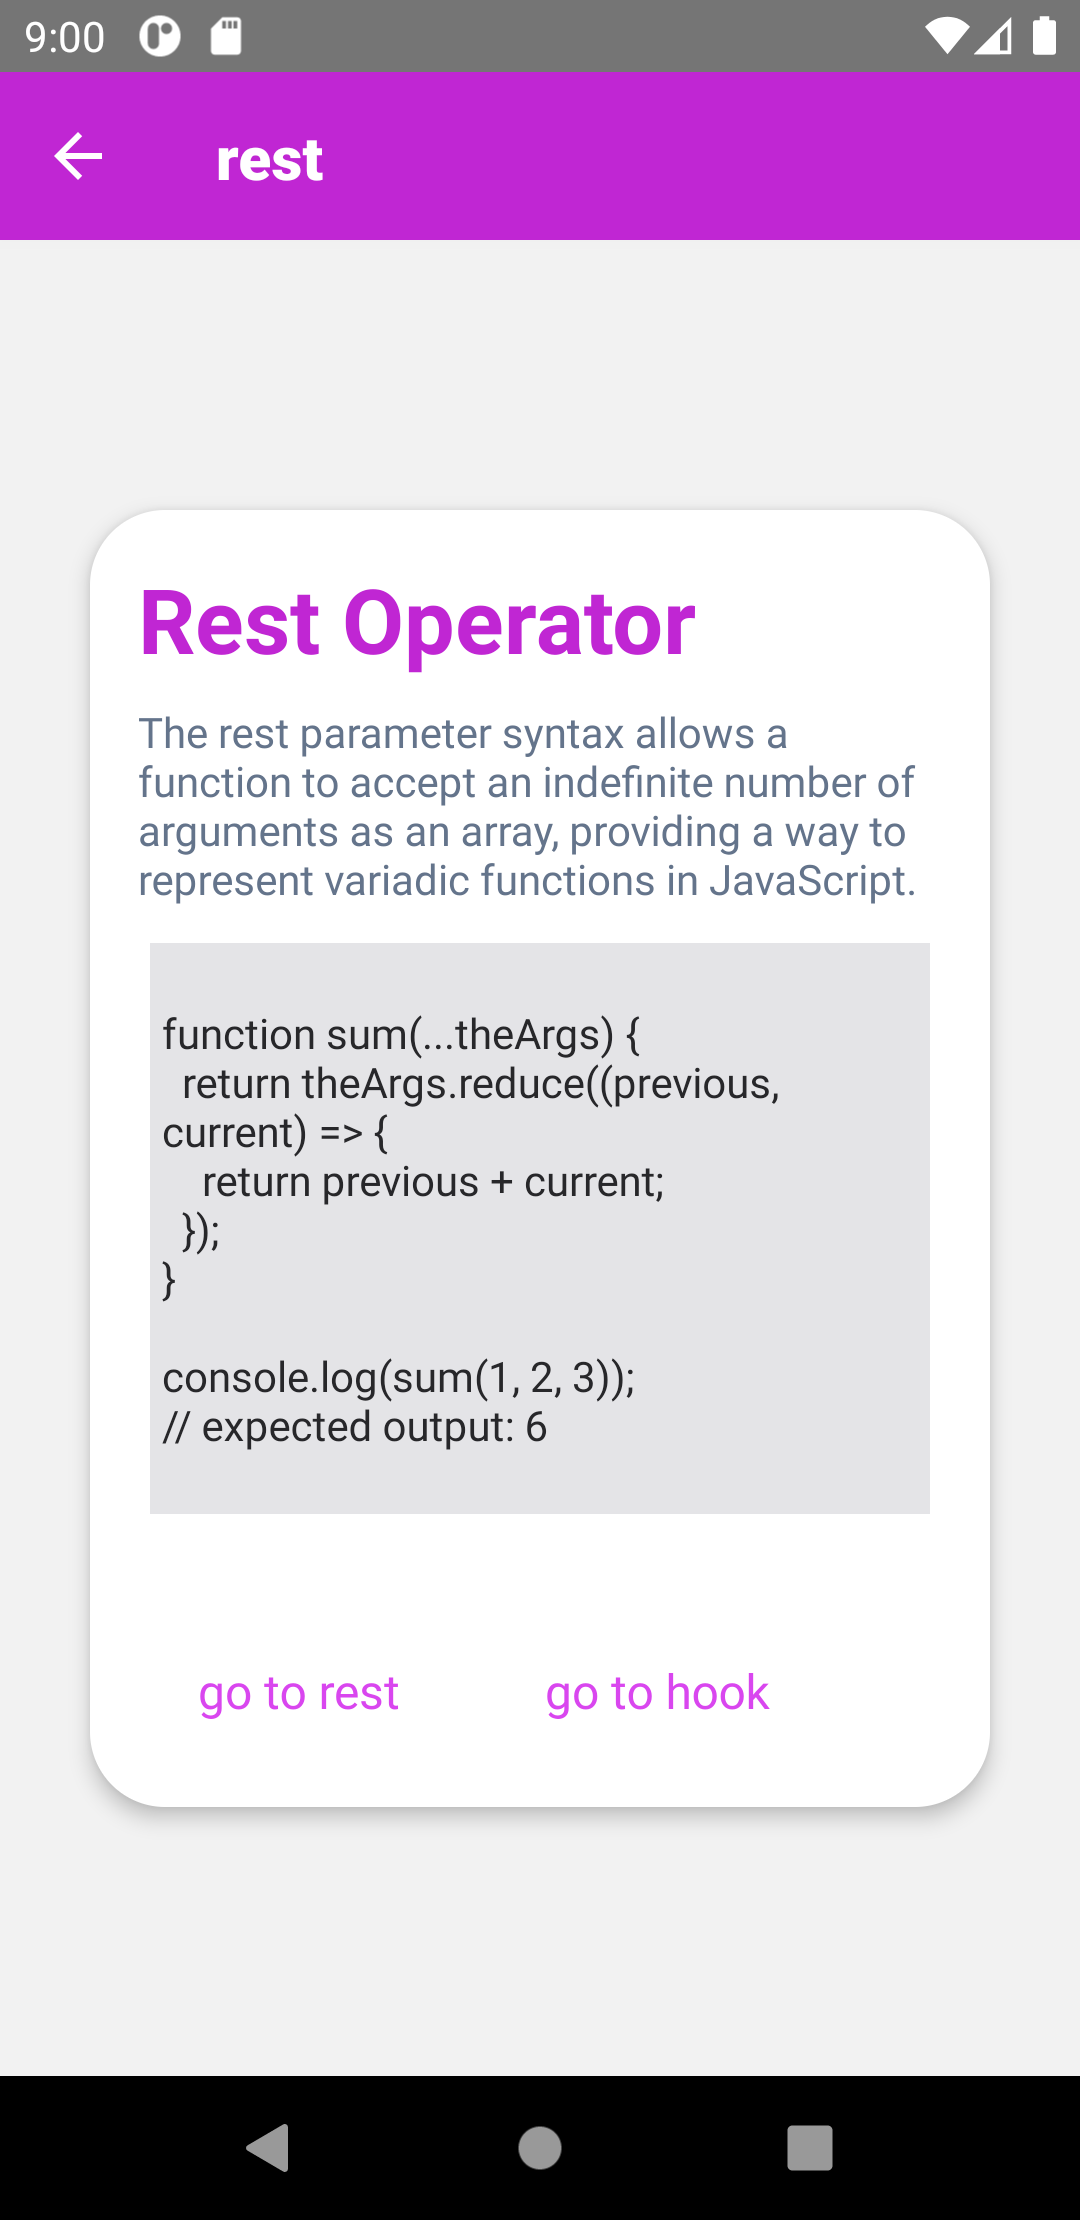 9:00
rest
Rest Operator
The rest parameter syntax allows a
function to accept an indefinite number of
arguments as an array, providing a way to
represent variadic functions in JavaScript.
function sum(...theArgs) {
  return theArgs.reduce((previous,
current) => {
    return previous + current;
  });
}
console.log(sum(1, 2, 3));
// expected output: 6
go to rest
go to hook